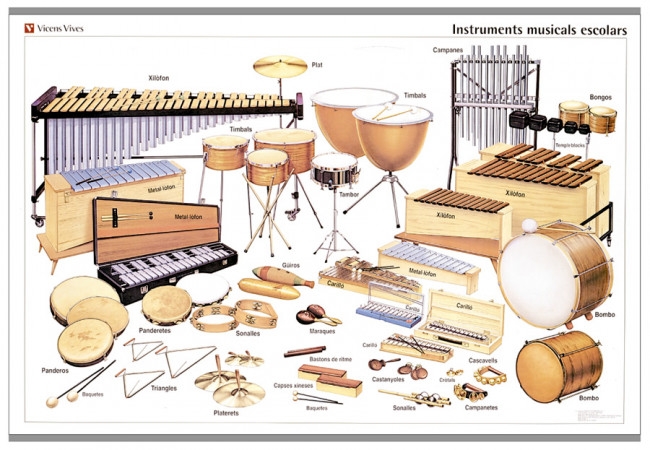 Vicens Vives
Instruments musicals escolars
Campanes
Plat
Xilòfon
Timbals
Bongos
Timbals
Temple blocks
Tambor
Metal·lòfon
Xilòfon
Metal·lòfon
Xilòfon
Güiros
Metal·lòfon
Carilló
Carilló
Carilló
Bombo
Panderetes
Sonalles
Maraques
Carilló
Bastons de ritme
Cascavells
Panderos
Triangles
Castanyoles
Cròtals
Capses xineses
Baquetes
Platerets
Baquetes
Sonalles
Campanetes
Bombo